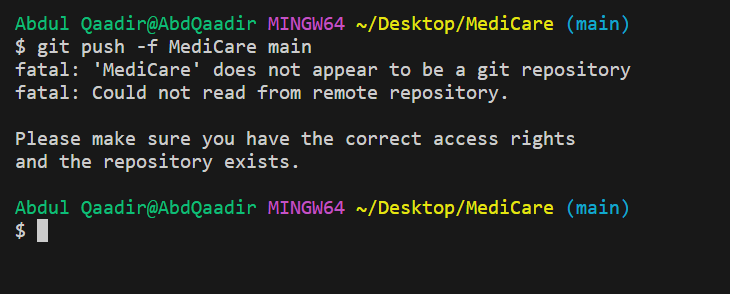 Abdul Qaadir@AbdQaadir MINGW64 ~/Desktop/MediCare (main)
$ git push -f MediCare main
fatal: 'MediCare' does not appear to be a git repository
fatal: Could not read from remote repository.
Please make sure you have the correct access rights
and the repository exists.
Abdul Qaadir@AbdQaadir MINGW64 ~/Desktop/MediCare (main)
$